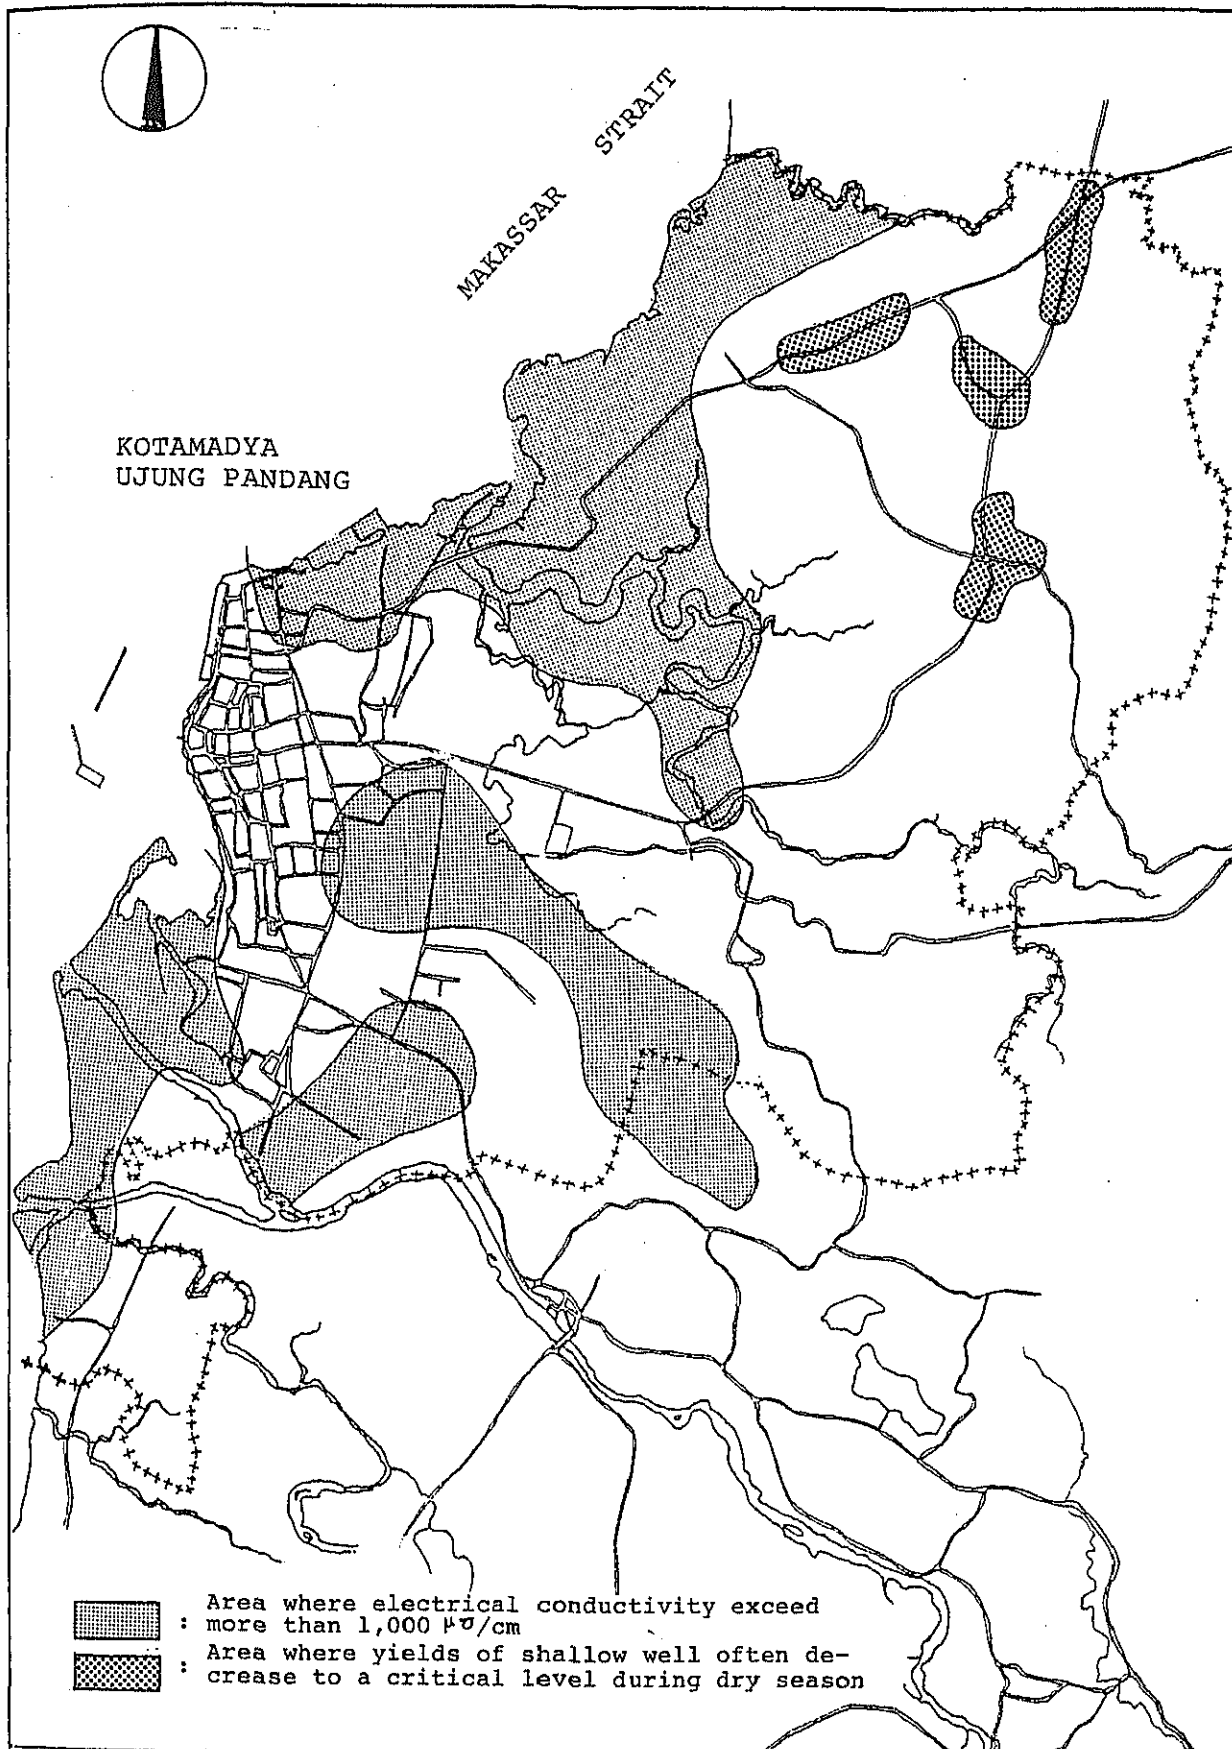 MAKASSAR STRAIT
KOTAMADYA
UJUNG PANDANG
: Area where electrical conductivity exceed
more than 1,000 μ℧/cm
: Area where yields of shallow well often de-
crease to a critical level during dry season